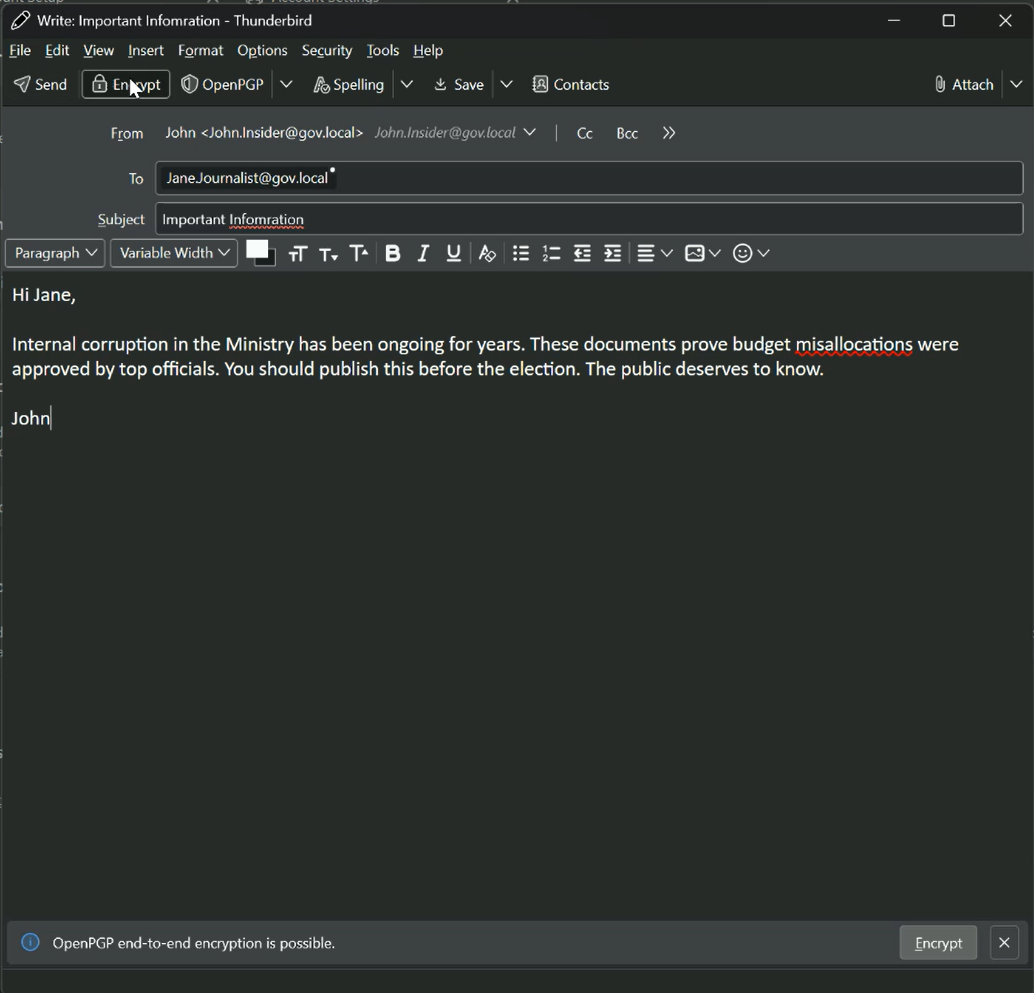 Account Settings
Write: Important Infomration - Thunderbird
File Edit View Insert Format Options Security Tools Help
Send Encrypt OpenPGP Spelling Save Contacts Attach
From John <John.Insider@gov.local> John.Insider@gov.local Cc Bcc
To JaneJournalist@gov.local
Subject Important Infomration
Paragraph Variable Width
Hi Jane,
Internal corruption in the Ministry has been ongoing for years. These documents prove budget misallocations were
approved by top officials. You should publish this before the election. The public deserves to know.
John
OpenPGP end-to-end encryption is possible. Encrypt